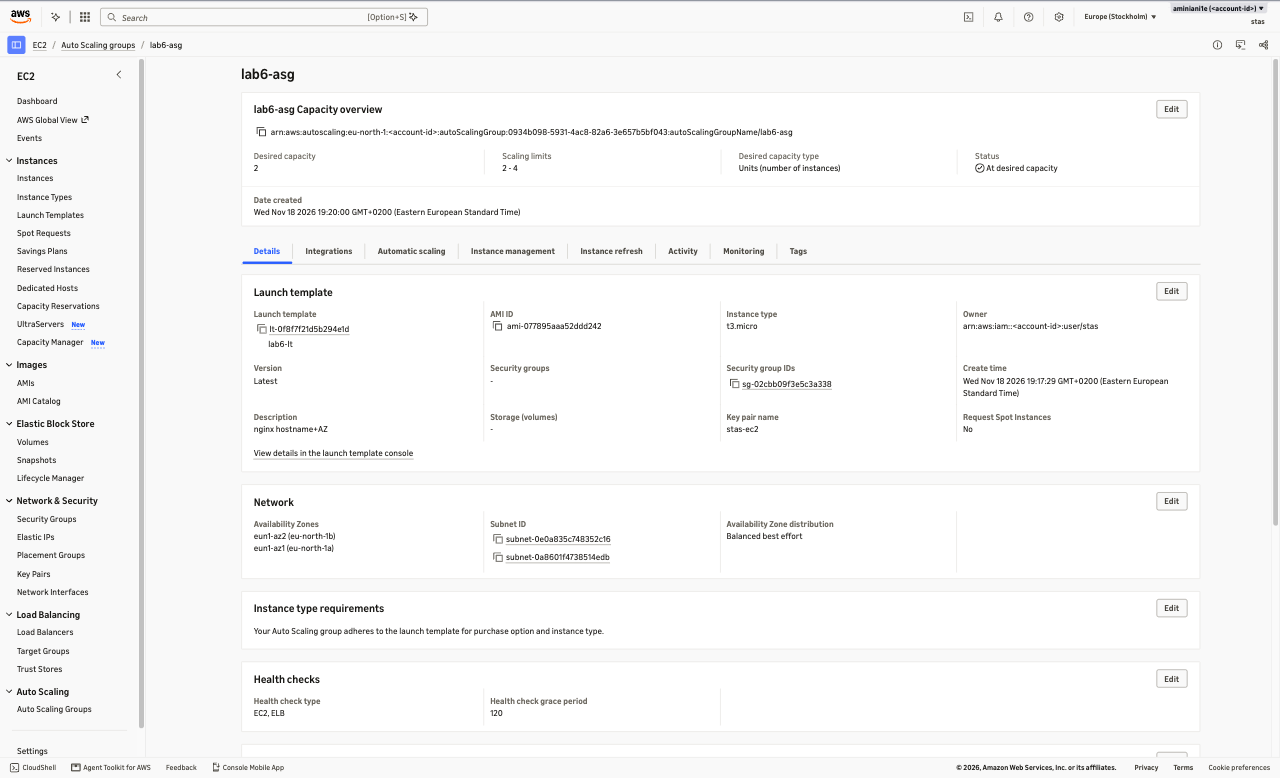 aws
Search
[Option+S]
Europe (Stockholm)
aminiani1e (<account-id>)
stas
EC2 / Auto Scaling groups / lab6-asg
EC2
Dashboard
AWS Global View
Events
Instances
Instances
Instance Types
Launch Templates
Spot Requests
Savings Plans
Reserved Instances
Dedicated Hosts
Capacity Reservations
UltraServers New
Capacity Manager New
Images
AMIs
AMI Catalog
Elastic Block Store
Volumes
Snapshots
Lifecycle Manager
Network & Security
Security Groups
Elastic IPs
Placement Groups
Key Pairs
Network Interfaces
Load Balancing
Load Balancers
Target Groups
Trust Stores
Auto Scaling
Auto Scaling Groups
Settings
lab6-asg
lab6-asg Capacity overview
Edit
arn:aws:autoscaling:eu-north-1:<account-id>:autoScalingGroup:0934b098-5931-4ac8-82a6-3e657b5bf043:autoScalingGroupName/lab6-asg
Desired capacity
2
Scaling limits
2 - 4
Desired capacity type
Units (number of instances)
Status
At desired capacity
Date created
Wed Nov 18 2026 19:20:00 GMT+0200 (Eastern European Standard Time)
Details
Integrations
Automatic scaling
Instance management
Instance refresh
Activity
Monitoring
Tags
Launch template
Edit
Launch template
lt-0f8f7f21d5b294e1d
lab6-lt
AMI ID
ami-077895aaa52ddd242
Instance type
t3.micro
Owner
arn:aws:iam::<account-id>:user/stas
Version
Latest
Security groups
-
Security group IDs
sg-02cbb09f3e5c3a338
Create time
Wed Nov 18 2026 19:17:29 GMT+0200 (Eastern European
Standard Time)
Description
nginx hostname+AZ
Storage (volumes)
-
Key pair name
stas-ec2
Request Spot Instances
No
View details in the launch template console
Network
Edit
Availability Zones
eun1-az2 (eu-north-1b)
eun1-az1 (eu-north-1a)
Subnet ID
subnet-0e0a835c748352c16
subnet-0a8601f4738514edb
Availability Zone distribution
Balanced best effort
Instance type requirements
Edit
Your Auto Scaling group adheres to the launch template for purchase option and instance type.
Health checks
Edit
Health check type
EC2, ELB
Health check grace period
120
CloudShell
Agent Toolkit for AWS
Feedback
Console Mobile App
© 2026, Amazon Web Services, Inc. or its affiliates.
Privacy
Terms
Cookie preferences